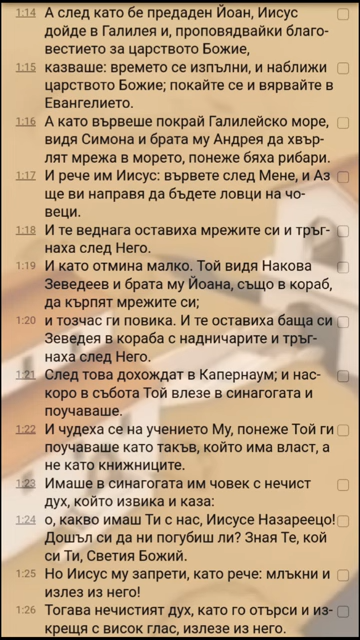 1:14 А след като бе предаден Йоан, Иисус
дойде в Галилея и, проповядвайки благо-
вестието за царството Божие,
1:15 казваше: времето се изпълни, и наближи
царството Божие; покайте се и вярвайте в
Евангелието.
1:16 А като вървеше покрай Галилейско море,
видя Симона и брата му Андрея да хвър-
лят мрежа в морето, понеже бяха рибари.
1:17 И рече им Иисус: вървете след Мене, и Аз
ще ви направя да бъдете ловци на чо-
веци.
1:18 И те веднага оставиха мрежите си и тръг-
наха след Него.
1:19 И като отмина малко. Той видя Накова
Зеведеев и брата му Йоана, също в кораб,
да кърпят мрежите си;
1:20 и тозчас ги повика. И те оставиха баща си
Зеведея в кораба с надничарите и тръг-
наха след Него.
1:21 След това дохождат в Капернаум; и нас-
коро в събота Той влезе в синагогата и
поучаваше.
1:22 И чудеха се на учението Му, понеже Той ги
поучаваше като такъв, който има власт, а
не като книжниците.
1:23 Имаше в синагогата им човек с нечист
дух, който извика и каза:
1:24 о, какво имаш Ти с нас, Иисусе Назареецо!
Дошъл си да ни погубиш ли? Зная Те, кой
си Ти, Светия Божий.
1:25 Но Иисус му запрети, като рече: млъкни и
излез из него!
1:26 Тогава нечистият дух, като го отърси и из-
крещя с висок глас, излезе из него.